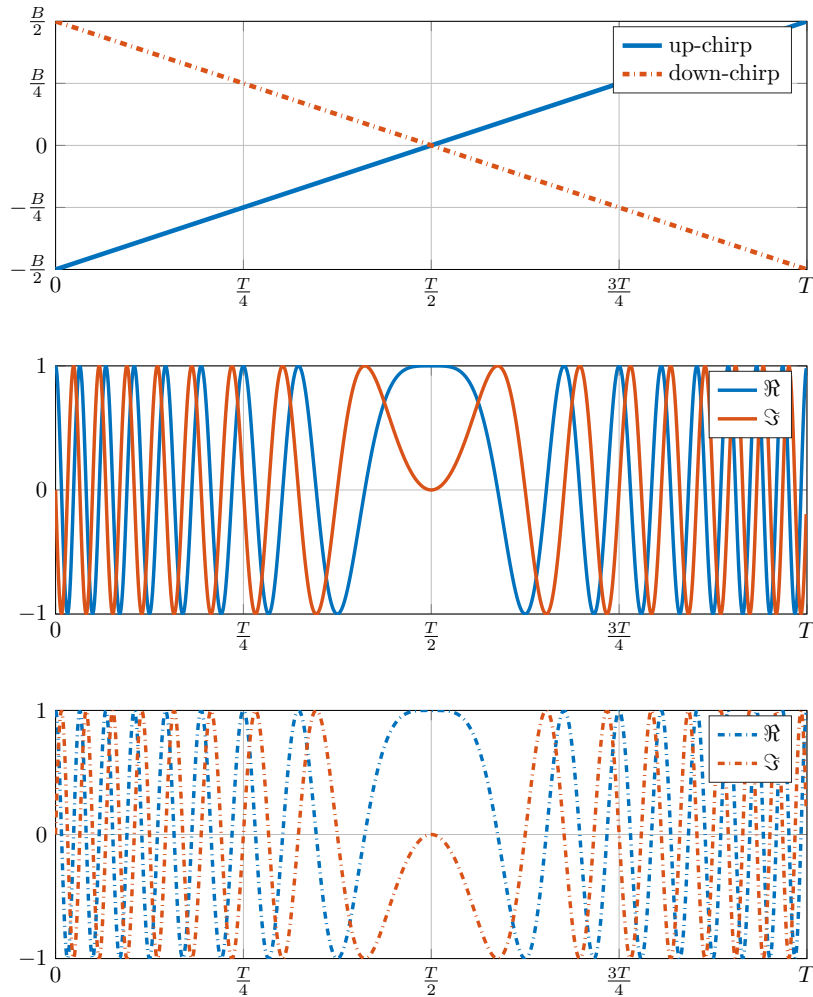 B/2
B/4
0
−B/4
−B/2
0 T/4 T/2 3T/4 T
up-chirp
down-chirp
1
0
−1
0 T/4 T/2 3T/4 T
ℜ
ℑ
1
0
−1
0 T/4 T/2 3T/4 T
ℜ
ℑ